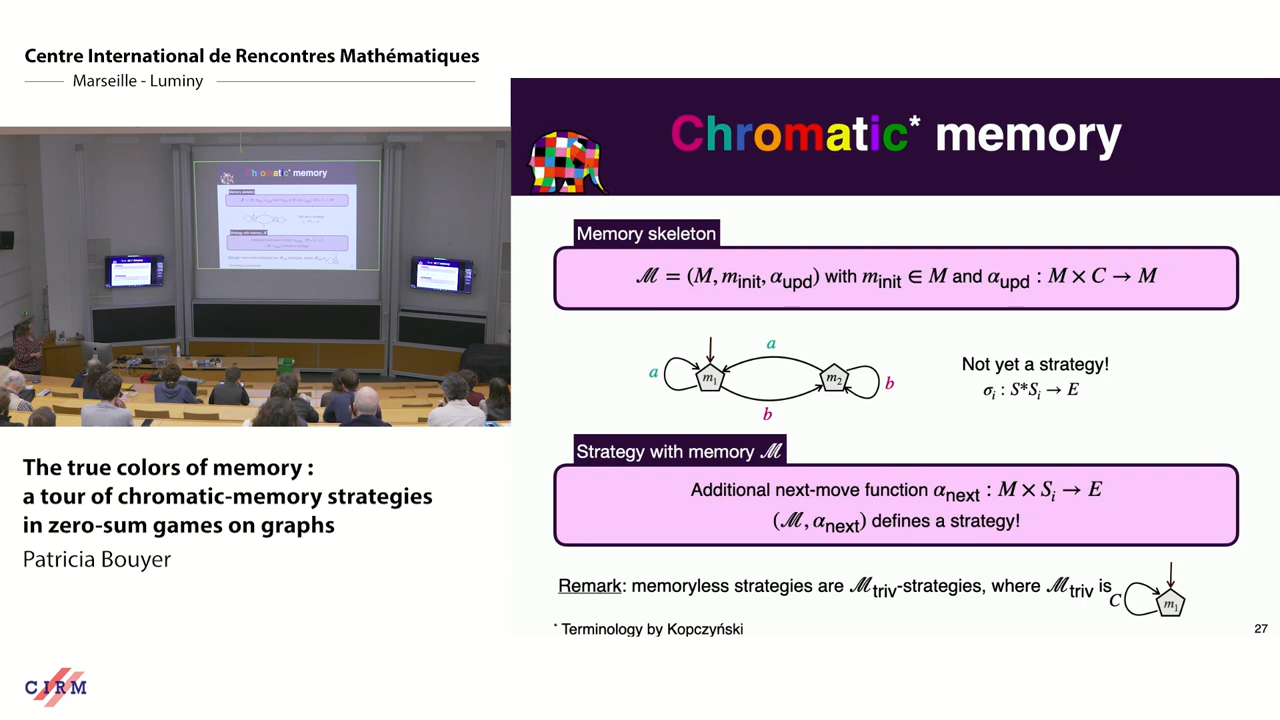 Centre International de Rencontres Mathématiques
Marseille - Luminy
The true colors of memory :
a tour of chromatic-memory strategies
in zero-sum games on graphs
Patricia Bouyer
CIRM
Chromatic* memory
Memory skeleton
ℳ = (M, m_init, α_upd) with m_init ∈ M and α_upd : M × C → M
a
a
m₁
m₂
b
b
Not yet a strategy!
σᵢ : S*Sᵢ → E
Strategy with memory ℳ
Additional next-move function α_next : M × Sᵢ → E
(ℳ, α_next) defines a strategy!
Remark: memoryless strategies are ℳ_triv-strategies, where ℳ_triv is
C
m₁
* Terminology by Kopczyński
27